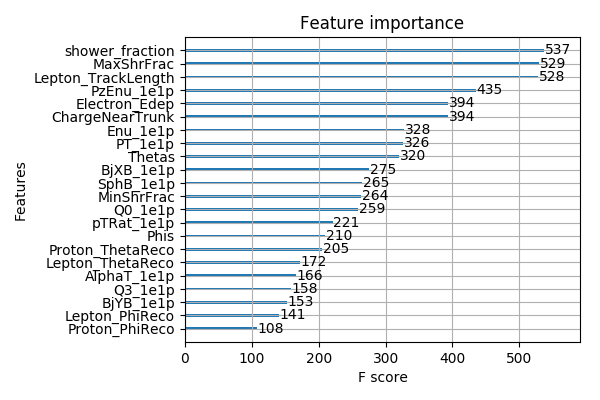 Feature importance
Features
shower_fraction 537
MaxShrFrac 529
Lepton_TrackLength 528
PzEnu_1e1p 435
Electron_Edep 394
ChargeNearTrunk 394
Enu_1e1p 328
PT_1e1p 326
Thetas 320
BjXB_1e1p 275
SphB_1e1p 265
MinShrFrac 264
Q0_1e1p 259
pTRat_1e1p 221
Phis 210
Proton_ThetaReco 205
Lepton_ThetaReco 172
AlphaT_1e1p 166
Q3_1e1p 158
BjYB_1e1p 153
Lepton_PhiReco 141
Proton_PhiReco 108
0 100 200 300 400 500
F score